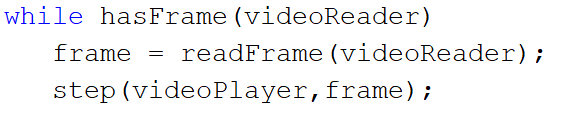 while hasFrame(videoReader)
frame = readFrame(videoReader);
step(videoPlayer,frame);